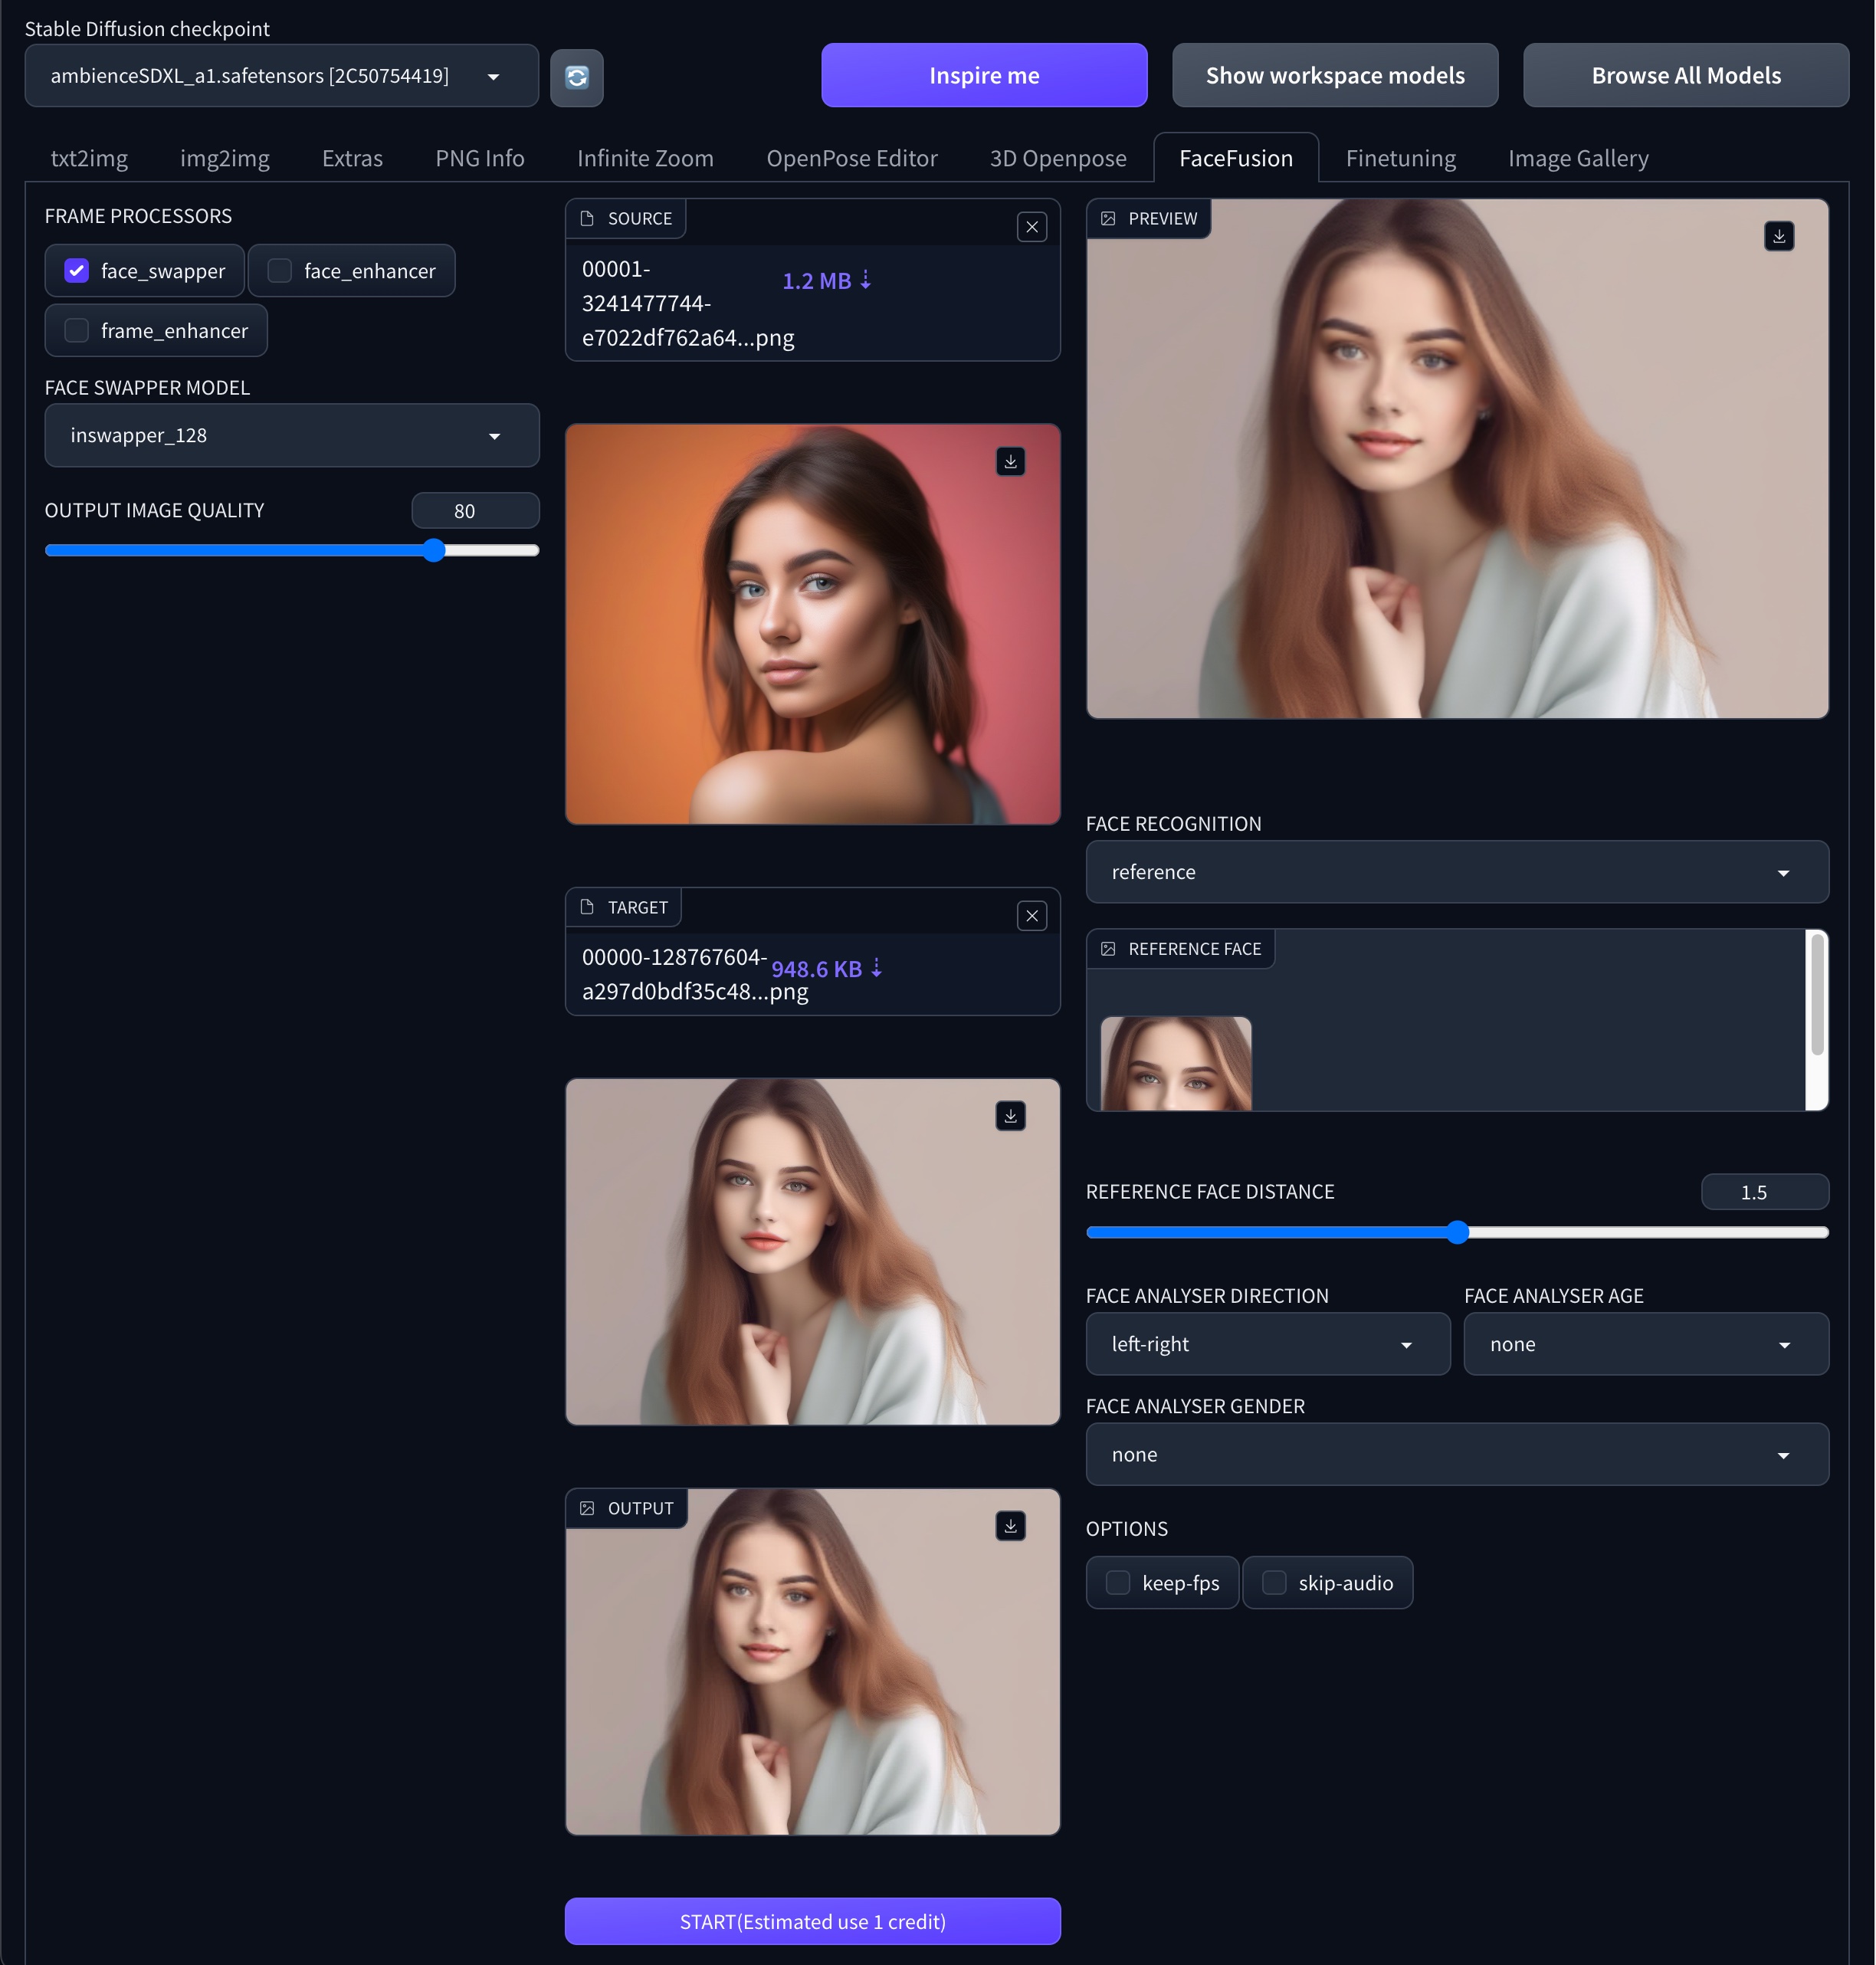 Stable Diffusion checkpoint
ambienceSDXL_a1.safetensors [2C50754419]
Inspire me
Show workspace models
Browse All Models
txt2img
img2img
Extras
PNG Info
Infinite Zoom
OpenPose Editor
3D Openpose
FaceFusion
Finetuning
Image Gallery
FRAME PROCESSORS
face_swapper
face_enhancer
frame_enhancer
FACE SWAPPER MODEL
inswapper_128
OUTPUT IMAGE QUALITY
80
SOURCE
00001-
3241477744-
e7022df762a64...png
1.2 MB ⇣
TARGET
00000-128767604-
a297d0bdf35c48...png
948.6 KB ⇣
OUTPUT
START(Estimated use 1 credit)
PREVIEW
FACE RECOGNITION
reference
REFERENCE FACE
REFERENCE FACE DISTANCE
1.5
FACE ANALYSER DIRECTION
left-right
FACE ANALYSER AGE
none
FACE ANALYSER GENDER
none
OPTIONS
keep-fps
skip-audio